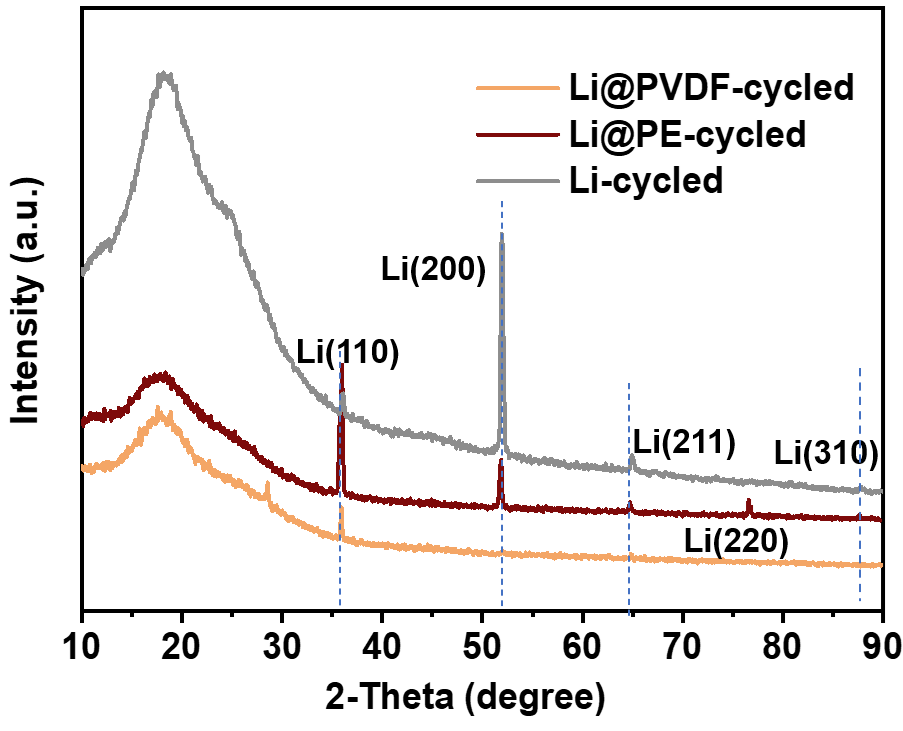 Li@PVDF-cycled
Li@PE-cycled
Li-cycled
Li(200)
Li(110)
Li(211)
Li(310)
Li(220)
Intensity (a.u.)
10 20 30 40 50 60 70 80 90
2-Theta (degree)